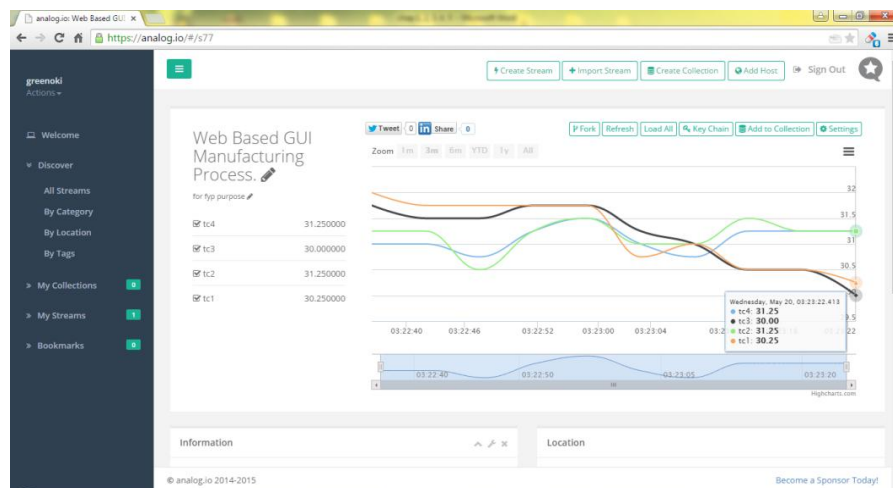 analog.io: Web Based GUI
https://analog.io/#/s77
greenoki
Actions
Create Stream
Import Stream
Create Collection
Add Host
Sign Out
Welcome
Discover
All Streams
By Category
By Location
By Tags
My Collections 0
My Streams 1
Bookmarks 0
Web Based GUI
Manufacturing
Process.
for fyp purpose
tc4 31.250000
tc3 30.000000
tc2 31.250000
tc1 30.250000
Tweet 0 Share 0
Fork Refresh Load All Key Chain Add to Collection Settings
Zoom 1m 3m 6m YTD 1y All
32
31.5
31
30.5
Wednesday, May 20, 03:23:22.413
tc4: 31.25
tc3: 30.00
tc2: 31.25
tc1: 30.25
03:22:40 03:22:46 03:22:52 03:23:00 03:23:04
03:22:40 03:22:50 03:23:05 03:23:20
Highcharts.com
Information
Location
© analog.io 2014-2015
Become a Sponsor Today!